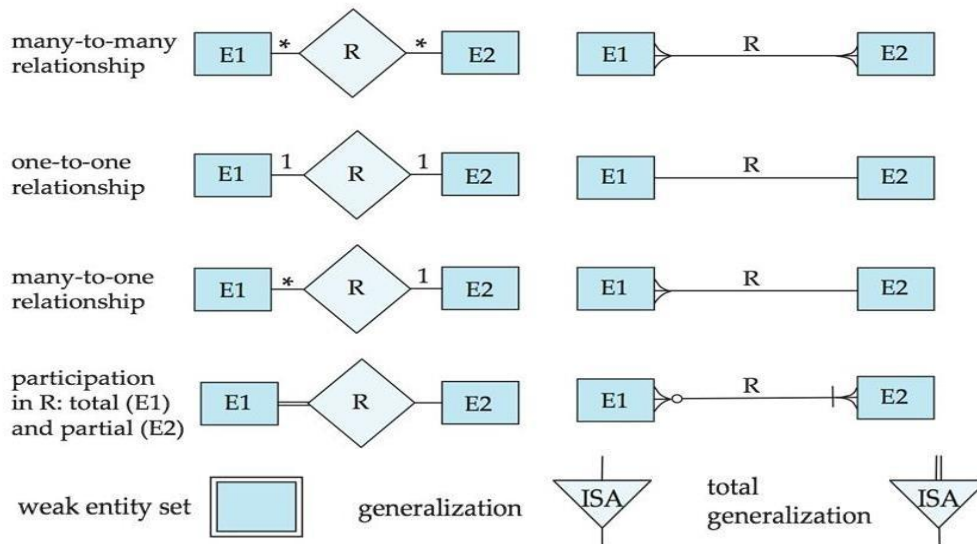 many-to-many
relationship
E1 * R * E2
E1 R E2
one-to-one
relationship
E1 1 R 1 E2
E1 R E2
many-to-one
relationship
E1 * R 1 E2
E1 R E2
participation
in R: total (E1)
and partial (E2)
E1 R E2
E1 R E2
weak entity set
generalization
ISA
total
generalization
ISA